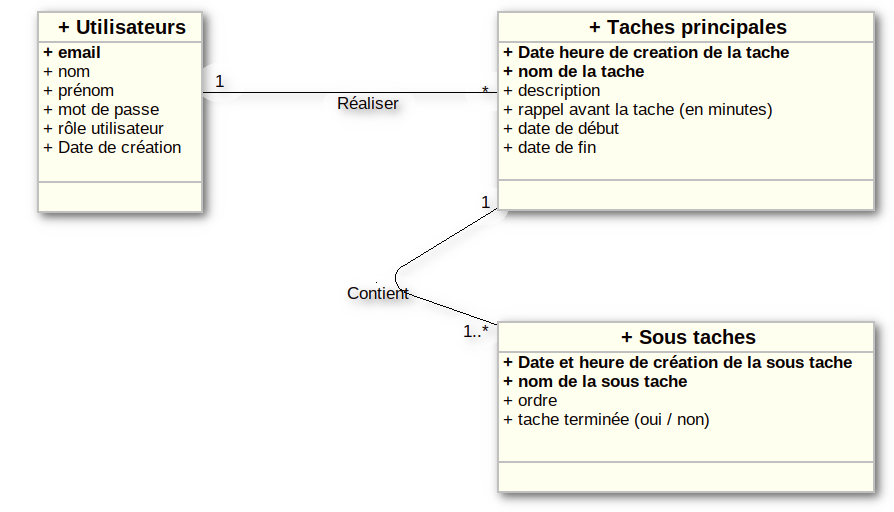 + Utilisateurs
+ email
+ nom
+ prénom
+ mot de passe
+ rôle utilisateur
+ Date de création
1
Réaliser
*
+ Taches principales
+ Date heure de creation de la tache
+ nom de la tache
+ description
+ rappel avant la tache (en minutes)
+ date de début
+ date de fin
1
Contient
1..*
+ Sous taches
+ Date et heure de création de la sous tache
+ nom de la sous tache
+ ordre
+ tache terminée (oui / non)